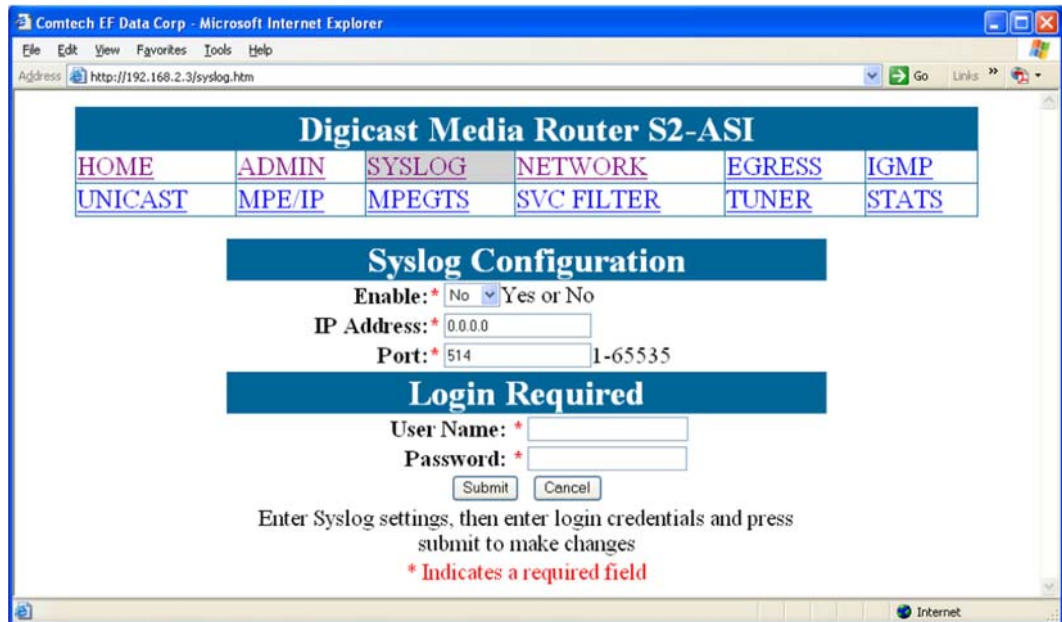 Comtech EF Data Corp - Microsoft Internet Explorer
File Edit View Favorites Tools Help
Address http://192.168.2.3/syslog.htm Go Links »
Digicast Media Router S2-ASI
HOME ADMIN SYSLOG NETWORK EGRESS IGMP
UNICAST MPE/IP MPEGTS SVC FILTER TUNER STATS
Syslog Configuration
Enable:* No Yes or No
IP Address:* 0.0.0.0
Port:* 514 1-65535
Login Required
User Name: *
Password: *
Submit Cancel
Enter Syslog settings, then enter login credentials and press
submit to make changes
* Indicates a required field
Internet